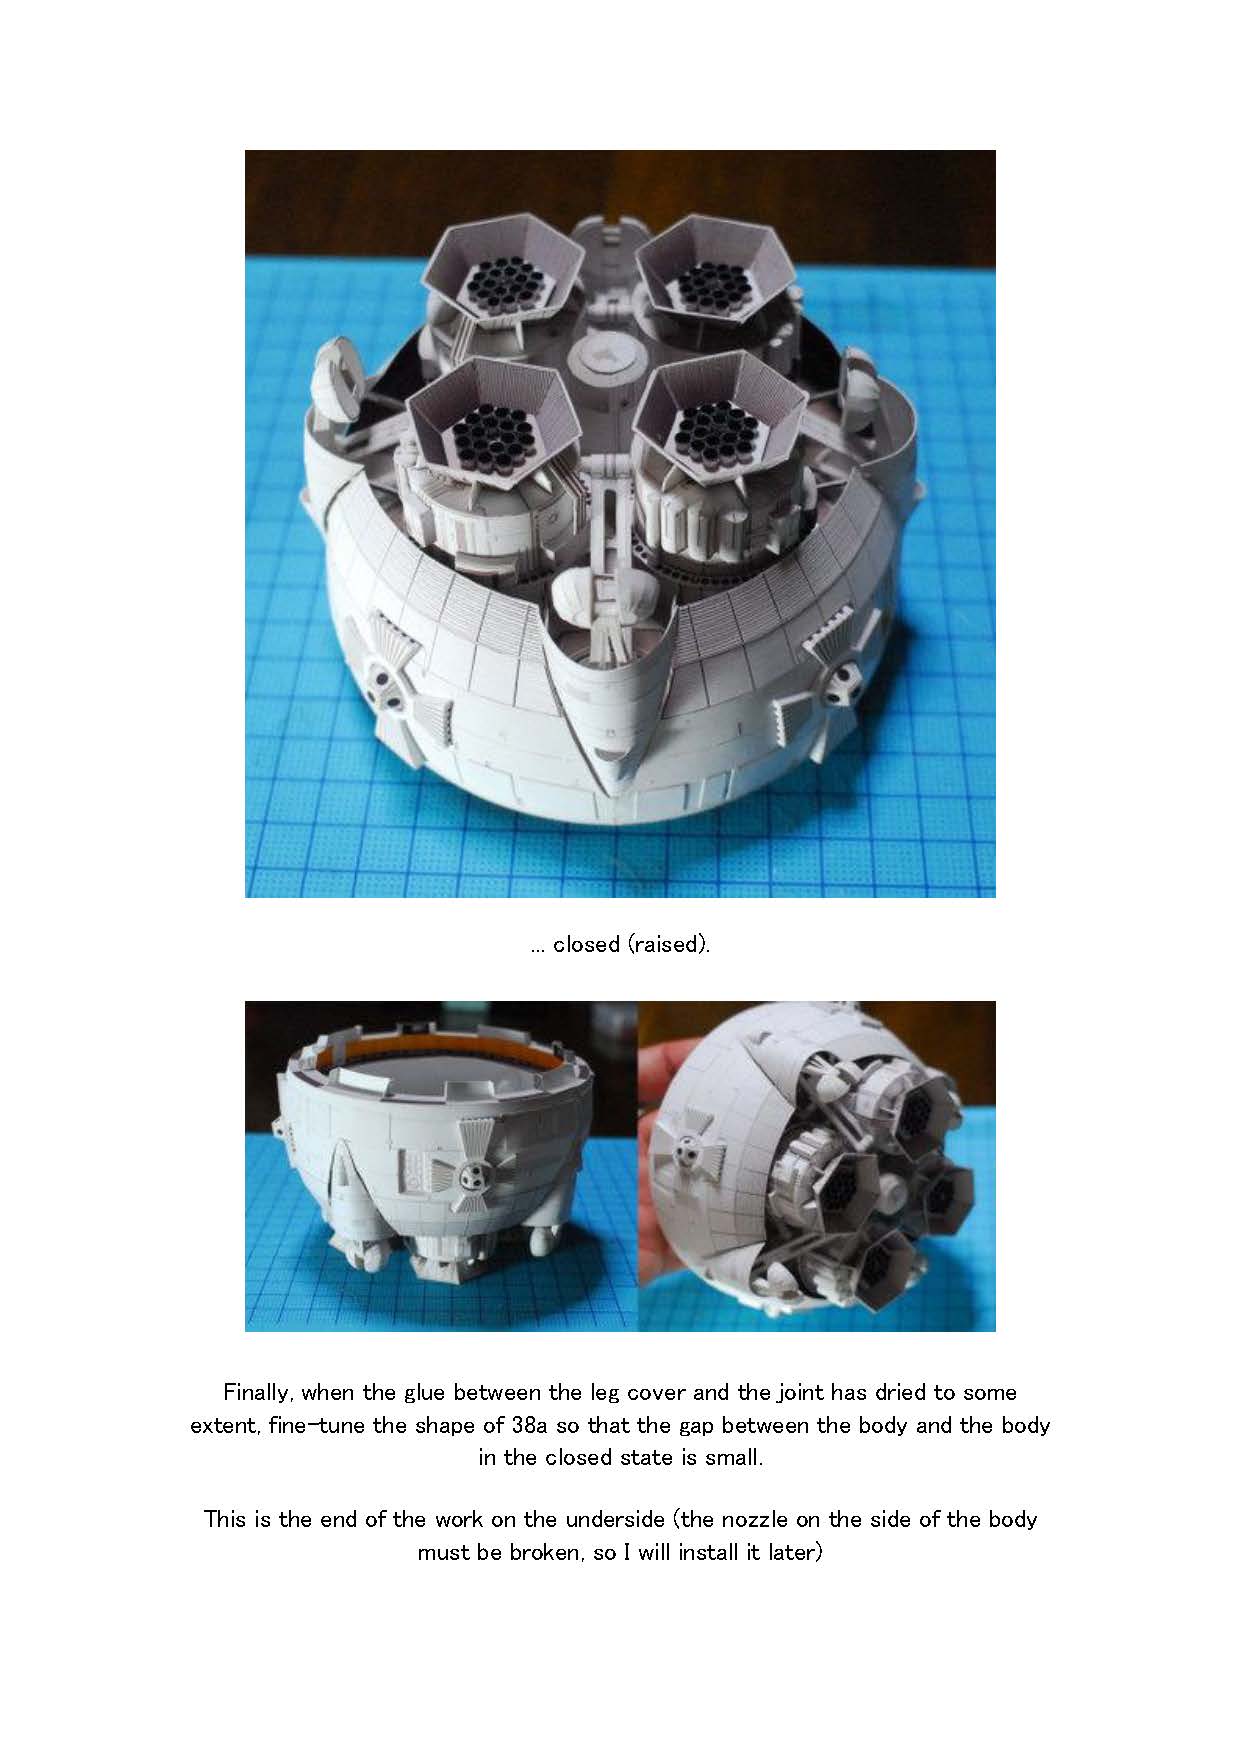 ... closed (raised).
Finally, when the glue between the leg cover and the joint has dried to some
extent, fine-tune the shape of 38a so that the gap between the body and the body
in the closed state is small.
This is the end of the work on the underside (the nozzle on the side of the body
must be broken, so I will install it later)